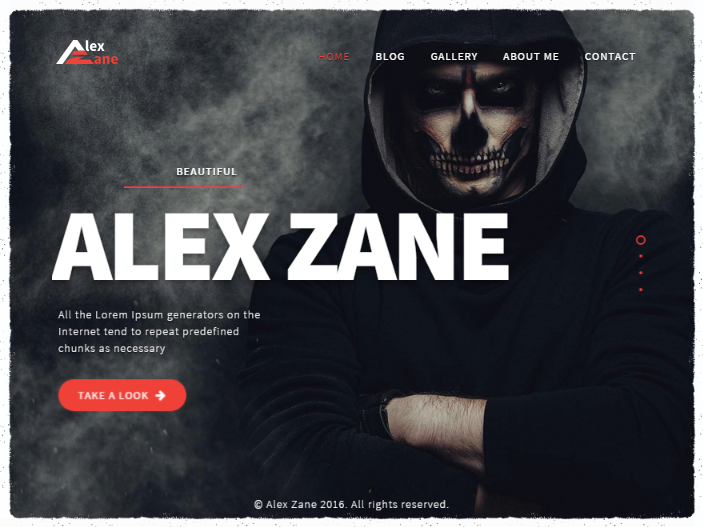 Alex
Zane
HOME BLOG GALLERY ABOUT ME CONTACT
BEAUTIFUL
ALEX ZANE
All the Lorem Ipsum generators on the
Internet tend to repeat predefined
chunks as necessary
TAKE A LOOK
© Alex Zane 2016. All rights reserved.